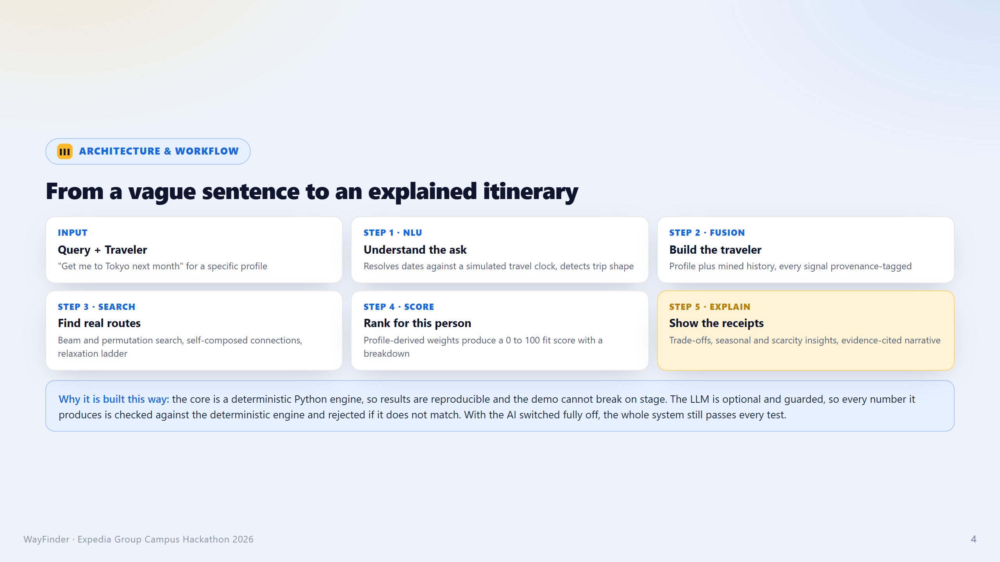 III ARCHITECTURE & WORKFLOW
From a vague sentence to an explained itinerary
INPUT
Query + Traveler
"Get me to Tokyo next month" for a specific profile
STEP 1 · NLU
Understand the ask
Resolves dates against a simulated travel clock, detects trip shape
STEP 2 · FUSION
Build the traveler
Profile plus mined history, every signal provenance-tagged
STEP 3 · SEARCH
Find real routes
Beam and permutation search, self-composed connections,
relaxation ladder
STEP 4 · SCORE
Rank for this person
Profile-derived weights produce a 0 to 100 fit score with a
breakdown
STEP 5 · EXPLAIN
Show the receipts
Trade-offs, seasonal and scarcity insights, evidence-cited narrative
Why it is built this way: the core is a deterministic Python engine, so results are reproducible and the demo cannot break on stage. The LLM is optional and guarded, so every number it
produces is checked against the deterministic engine and rejected if it does not match. With the AI switched fully off, the whole system still passes every test.
WayFinder · Expedia Group Campus Hackathon 2026
4